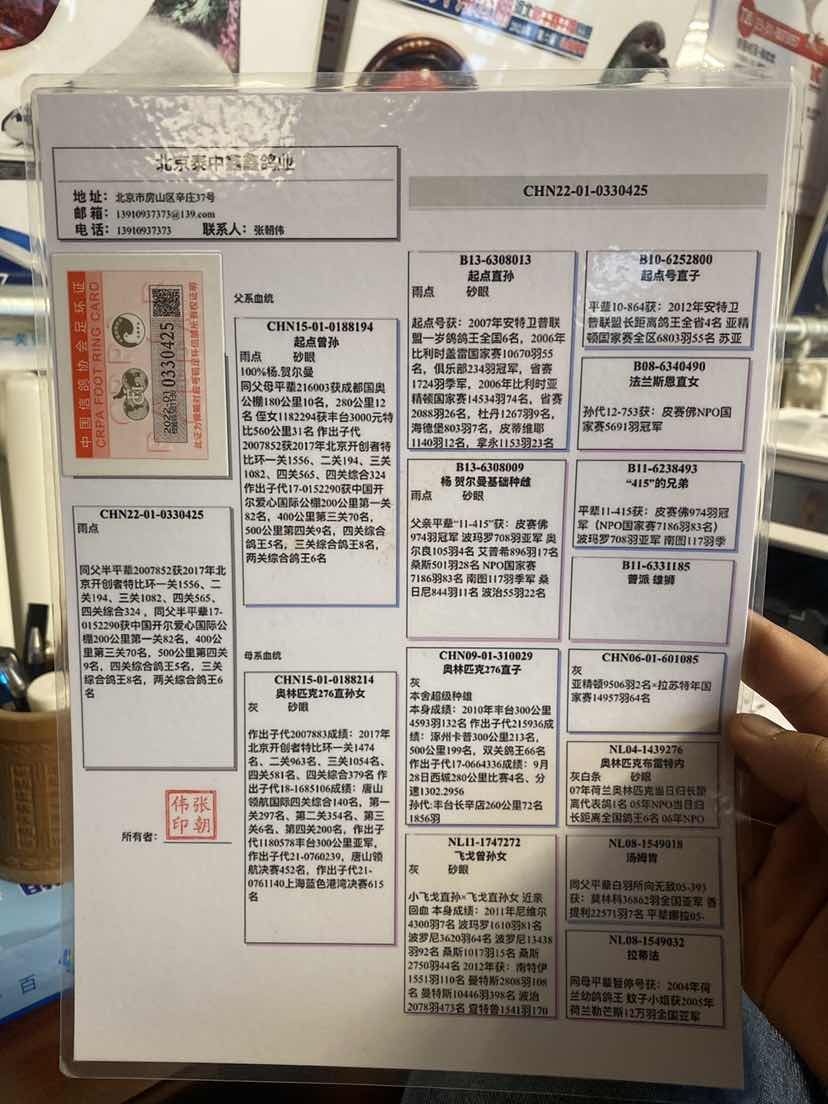 北京泰中鑫鑫鸽业
地 址：北京市房山区辛庄37号
邮 箱：13910937373@139.com
电 话：13910937373 联系人：张朝伟
CHN22-01-0330425
中国信鸽协会足环证
CRPA FOOT RING CARD
2022-01
0330425
CHN22-01-0330425
雨点
同父半平辈2007852获2017年北
京开创者特比环一关1556、二
关194、三关1082、四关565、
四关综合324 ，同父半平辈17-
0152290获中国开尔爱心国际公
棚200公里第一关82名，400公
里第三关70名，500公里第四关
9名，四关综合鸽王5名，三关
综合鸽王8名，两关综合鸽王6
名
所有者：
张朝伟印
父系血统
CHN15-01-0188194
起点曾孙
雨点 砂眼
100%杨.贺尔曼
同父母平辈216003获成都国奥
公棚180公里10名，280公里12
名 侄女1182294获丰台3000元特
比560公里31名 作出子代
2007852获2017年北京开创者特
比环一关1556、二关194、三关
1082、四关565、四关综合324
作出子代17-0152290获中国开
尔爱心国际公棚200公里第一
关82名，400公里第三关70名，
500公里第四关9名，四关综合
鸽王5名，三关综合鸽王8名，
两关综合鸽王6名
母系血统
CHN15-01-0188214
奥林匹克276直孙女
灰 砂眼
作出子代2007883成绩：2017年
北京开创者特比环一关1474
名、二关963名，三关1054名、
四关581名、四关综合379名 作
出子代18-1685106成绩：唐山
领航国际四关综合140名，第一
关297名、第二关354名、第三
关6名、第四关200名，作出子
代1180578丰台300公里亚军，
作出子代21-0760239，唐山领
航决赛452名，作出子代21-
0761140上海蓝色港湾决赛615
名
B13-6308013
起点直孙
雨点 砂眼
起点号获：2007年安特卫普联
盟一岁鸽鸽王全国6名，2006年
比利时盖雷国家赛10670羽55
名，俱乐部234羽冠军，省赛
1724羽季军，2006年比利时亚
精顿国家赛14534羽74名，省赛
2088羽26名，杜丹1267羽9名，
海德堡803羽7名，皮蒂维耶
1140羽12名，拿永1153羽23名
B13-6308009
杨 贺尔曼基础种雌
雨点 砂眼
父亲平辈“11-415”获：皮赛佛
974羽冠军 波玛罗708羽亚军 奥
尔良105羽4名 艾普希896羽17名
桑斯501羽28名 NPO国家赛
7186羽83名）南图117羽季军 桑
日尼844羽11名 波治55羽22名
CHN09-01-310029
奥林匹克276直子
灰
本舍超级种雄
本身成绩：2010年丰台300公里
4593羽132名 作出子代215936成
绩：涿州卡普300公里213名，
500公里199名，双关鸽王66名
作出子代17-0664336成绩：9月
28日西城280公里比赛4名、分
速1302.2956
孙代:丰台长辛店260公里72名
1856羽
NL11-1747272
飞戈曾孙女
灰 砂眼
小飞戈直孙×飞戈直孙女 近亲
回血 本身成绩：2011年尼维尔
4300羽7名 波玛罗1610羽81名
波罗尼3620羽64名 波罗尼13438
羽92名 桑斯1017羽15名 桑斯
2750羽44名 2012年获：南特伊
1551羽110名 曼特斯2808羽108
名 曼特斯10446羽398名 波治
2078羽473名 查特鲁1541羽170
B10-6252800
起点号直子
平辈10-864获：2012年安特卫
普联盟长距离鸽王全省4名 亚精
顿国家赛全区6803羽55名 苏亚
B08-6340490
法兰斯恩直女
孙代12-753获：皮赛佛NPO国
家赛5691羽冠军
B11-6238493
“415”的兄弟
平辈11-415获：皮赛佛974羽冠
军（NPO国家赛7186羽83名）
波玛罗708羽亚军 南图117羽季
B11-6331185
普派 雄狮
CHN06-01-601085
灰
亚精顿9506羽2名×拉苏特年国
家赛14957羽64名
NL04-1439276
奥林匹克布雷特内
灰白条 砂眼
07年荷兰奥林匹克当日归长距
离代表鸽1名 05年NPO当日归
长距离全国鸽王6名 06年NPO
NL08-1549018
汤姆肯
同父平辈白羽所向无敌05-393
获：莫林科36862羽全国亚军 香
提利22571羽7名 平辈娜拉05-
NL08-1549032
拉蒂法
同母平辈暂停号获：2004年荷
兰幼鸽鸽王 蚊子小姐获2005年
荷兰勒芒斯12万羽全国亚军